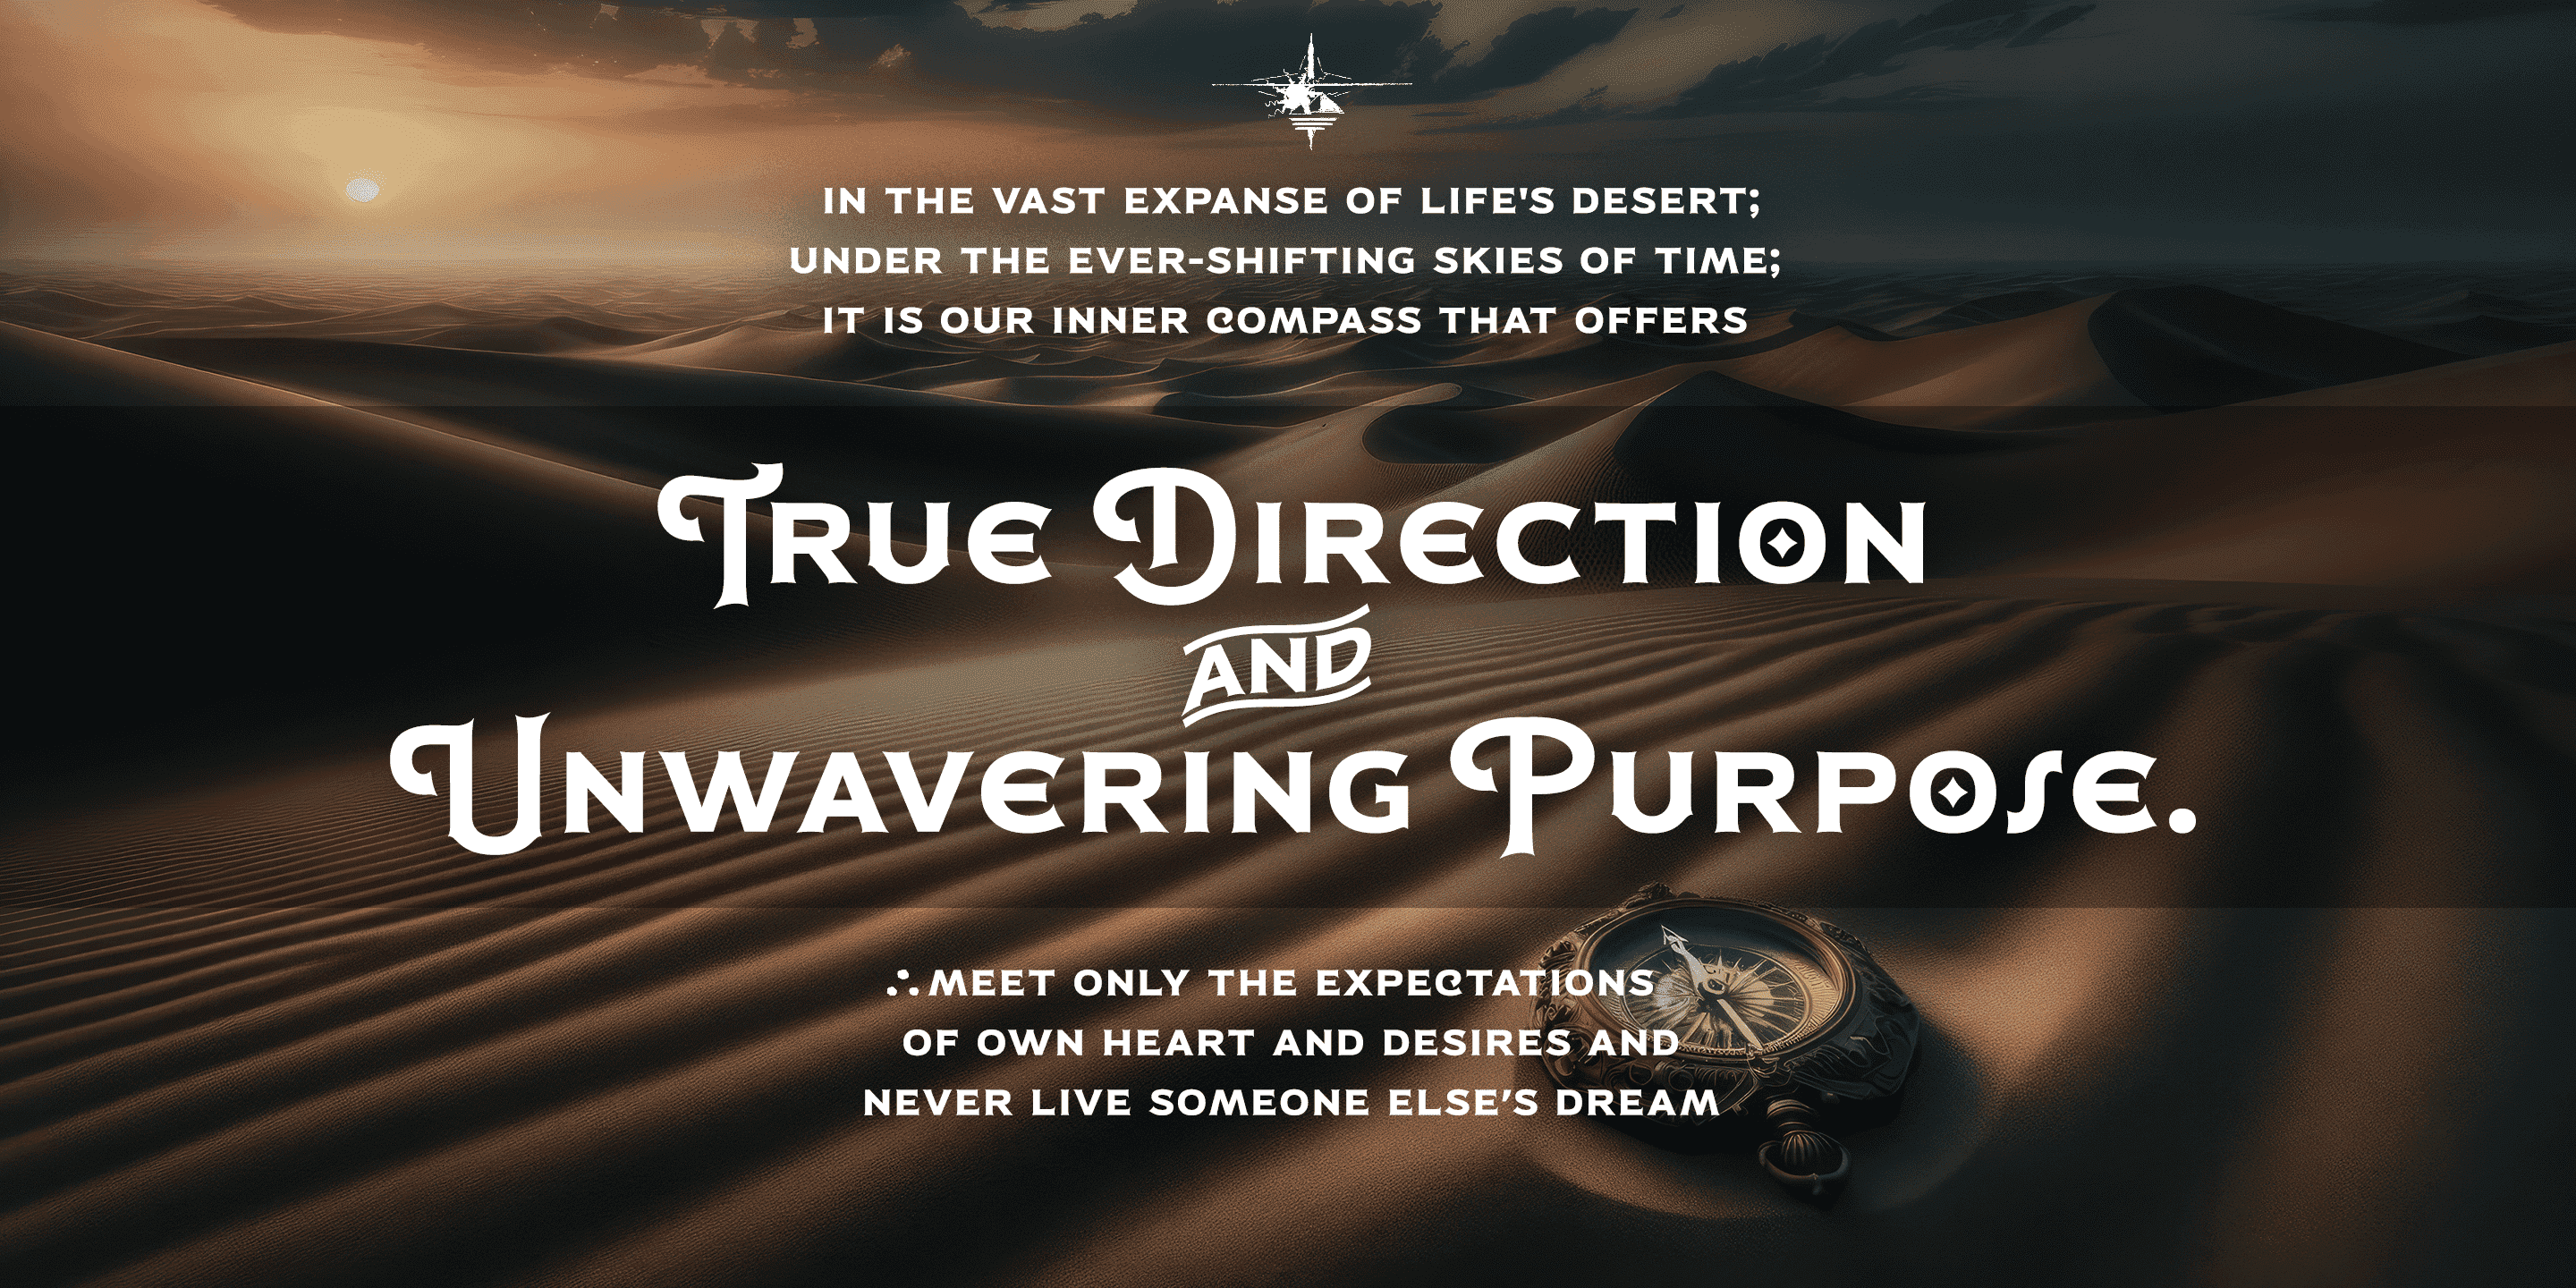 IN THE VAST EXPANSE OF LIFE'S DESERT;
UNDER THE EVER-SHIFTING SKIES OF TIME;
IT IS OUR INNER COMPASS THAT OFFERS
TRUE DIRECTION
AND
UNWAVERING PURPOSE.
∴MEET ONLY THE EXPECTATIONS
OF OWN HEART AND DESIRES AND
NEVER LIVE SOMEONE ELSE’S DREAM